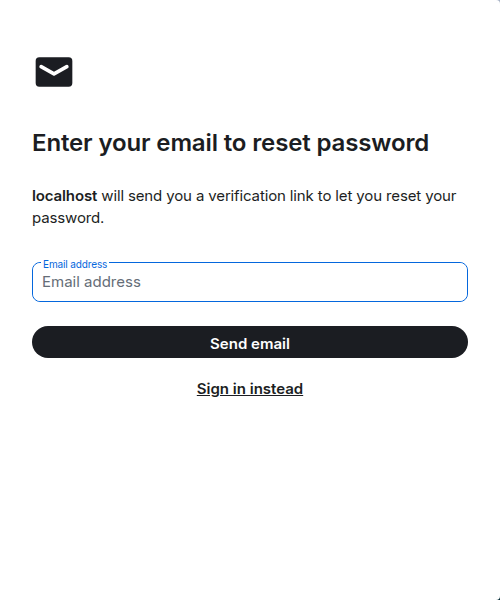 Enter your email to reset password
localhost will send you a verification link to let you reset your
password.
Email address
Email address
Send email
Sign in instead